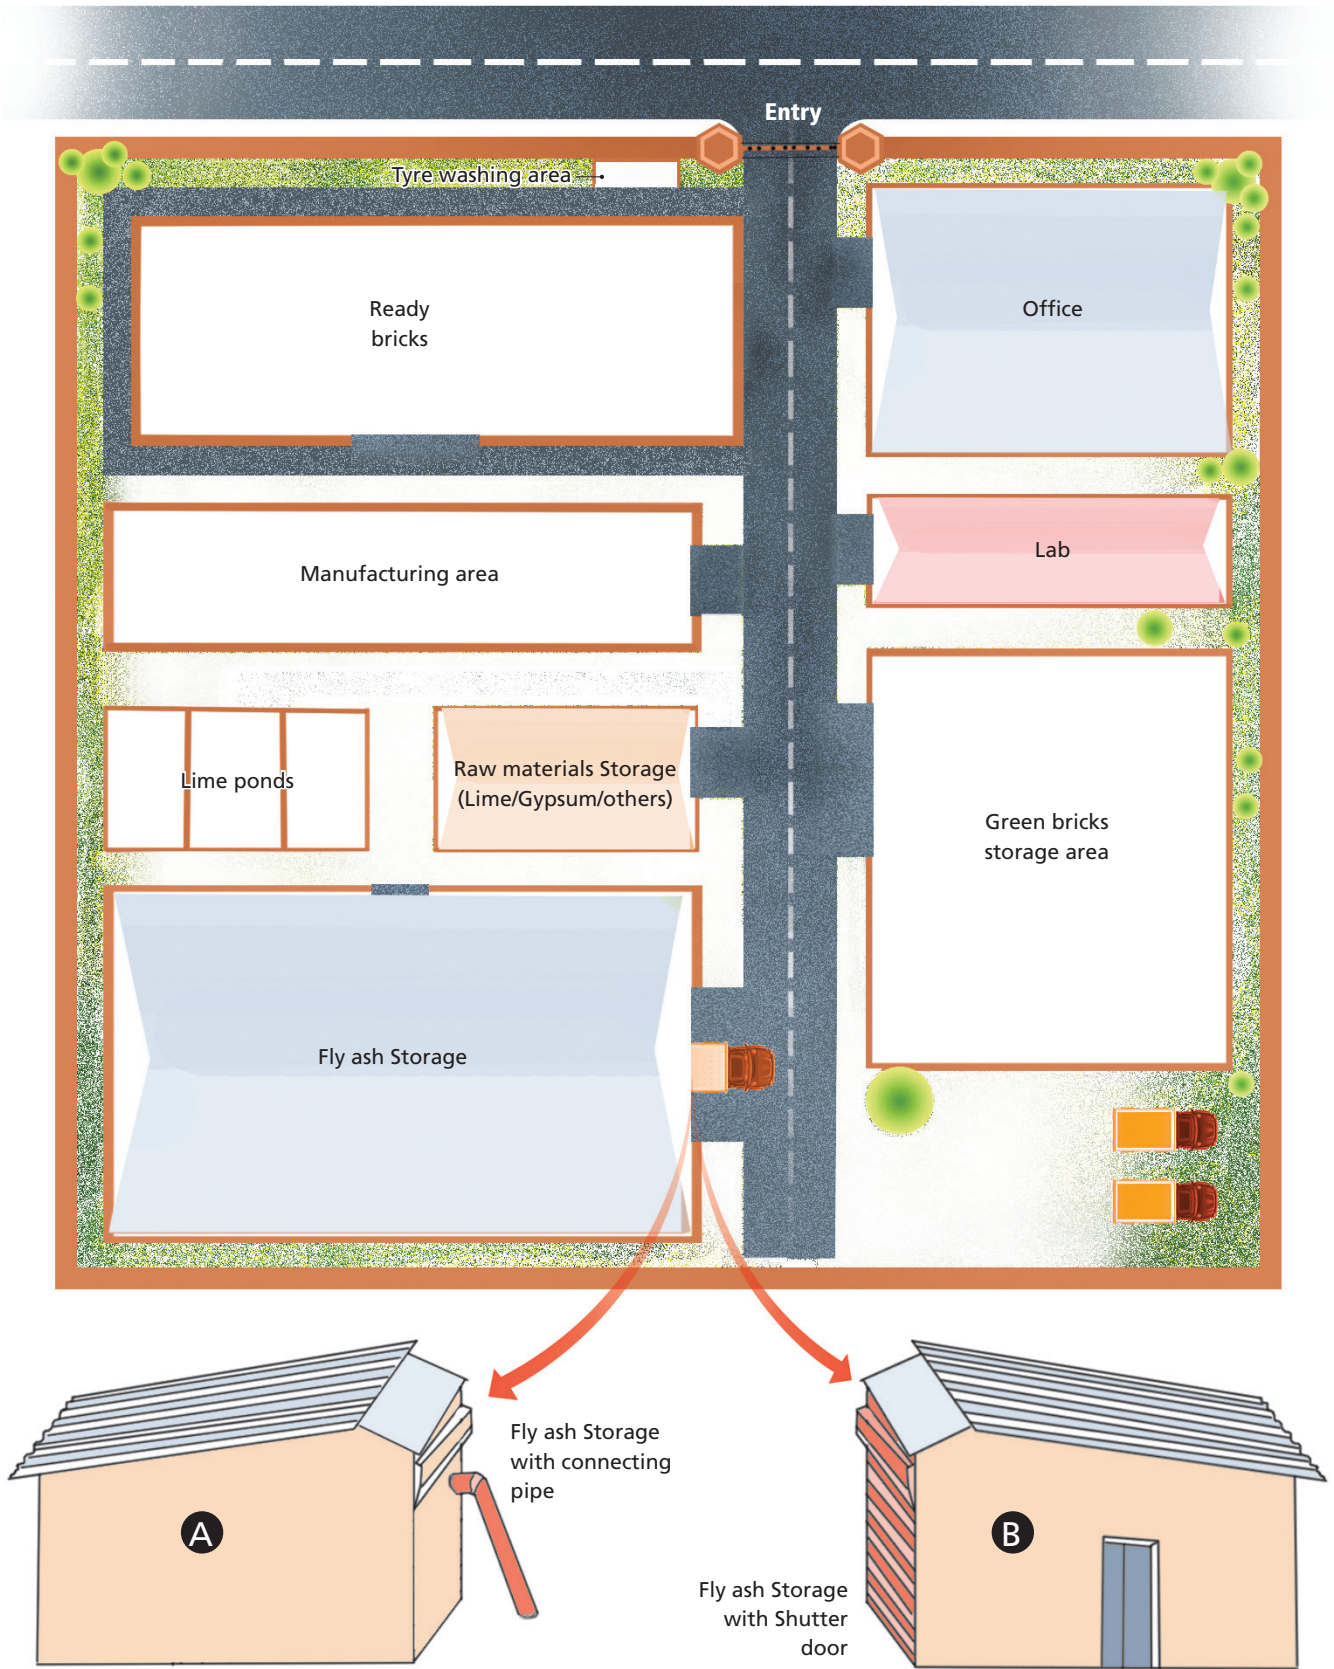 Entry
Tyre washing area
Ready
bricks
Office
Manufacturing area
Lab
Lime ponds
Raw materials Storage
(Lime/Gypsum/others)
Green bricks
storage area
Fly ash Storage
Fly ash Storage
with connecting
pipe
A
B
Fly ash Storage
with Shutter
door